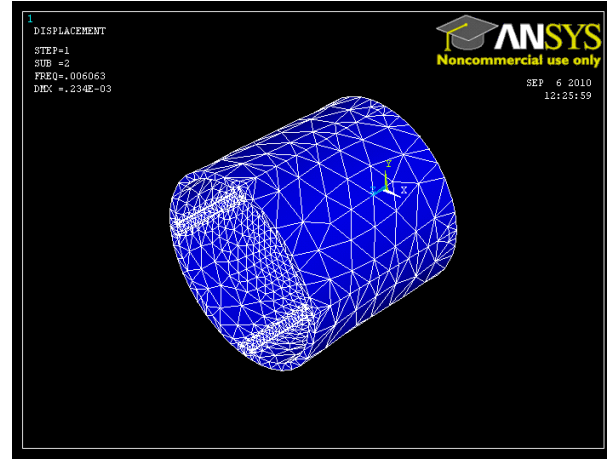 1
DISPLACEMENT
STEP=1
SUB =2
FREQ=.006063
DMX =.234E-03
ANSYS
Noncommercial use only
SEP 6 2010
12:25:59
Z
X